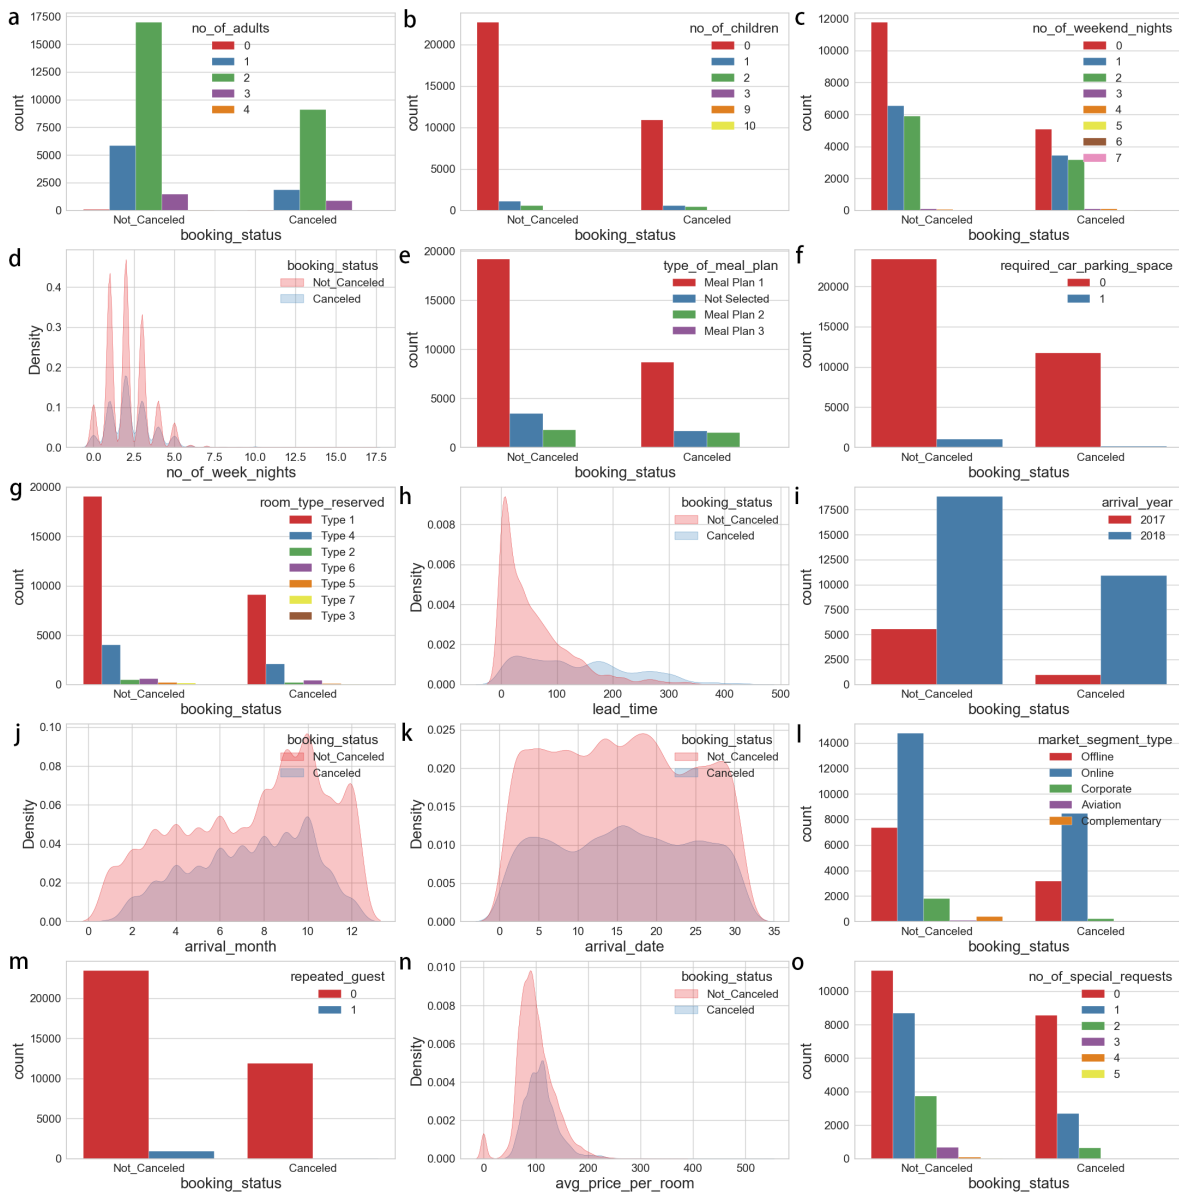 a
17500
15000
12500
10000
7500
5000
2500
0
count
no_of_adults
0
1
2
3
4
Not_Canceled
Canceled
booking_status
b
20000
15000
10000
5000
0
count
no_of_children
0
1
2
3
9
10
Not_Canceled
Canceled
booking_status
c
12000
10000
8000
6000
4000
2000
0
count
no_of_weekend_nights
0
1
2
3
4
5
6
7
Not_Canceled
Canceled
booking_status
d
0.4
0.3
0.2
0.1
0.0
Density
booking_status
Not_Canceled
Canceled
0.0 2.5 5.0 7.5 10.0 12.5 15.0 17.5
no_of_week_nights
e
20000
15000
10000
5000
0
count
type_of_meal_plan
Meal Plan 1
Not Selected
Meal Plan 2
Meal Plan 3
Not_Canceled
Canceled
booking_status
f
20000
15000
10000
5000
0
count
required_car_parking_space
0
1
Not_Canceled
Canceled
booking_status
g
20000
15000
10000
5000
0
count
room_type_reserved
Type 1
Type 4
Type 2
Type 6
Type 5
Type 7
Type 3
Not_Canceled
Canceled
booking_status
h
0.008
0.006
0.004
0.002
0.000
Density
booking_status
Not_Canceled
Canceled
0 100 200 300 400 500
lead_time
i
17500
15000
12500
10000
7500
5000
2500
0
count
arrival_year
2017
2018
Not_Canceled
Canceled
booking_status
j
0.10
0.08
0.06
0.04
0.02
0.00
Density
booking_status
Not_Canceled
Canceled
0 2 4 6 8 10 12
arrival_month
k
0.025
0.020
0.015
0.010
0.005
0.000
Density
booking_status
Not_Canceled
Canceled
0 5 10 15 20 25 30 35
arrival_date
l
14000
12000
10000
8000
6000
4000
2000
0
count
market_segment_type
Offline
Online
Corporate
Aviation
Complementary
Not_Canceled
Canceled
booking_status
m
20000
15000
10000
5000
0
count
repeated_guest
0
1
Not_Canceled
Canceled
booking_status
n
0.010
0.008
0.006
0.004
0.002
0.000
Density
booking_status
Not_Canceled
Canceled
0 100 200 300 400 500
avg_price_per_room
o
10000
8000
6000
4000
2000
0
count
no_of_special_requests
0
1
2
3
4
5
Not_Canceled
Canceled
booking_status